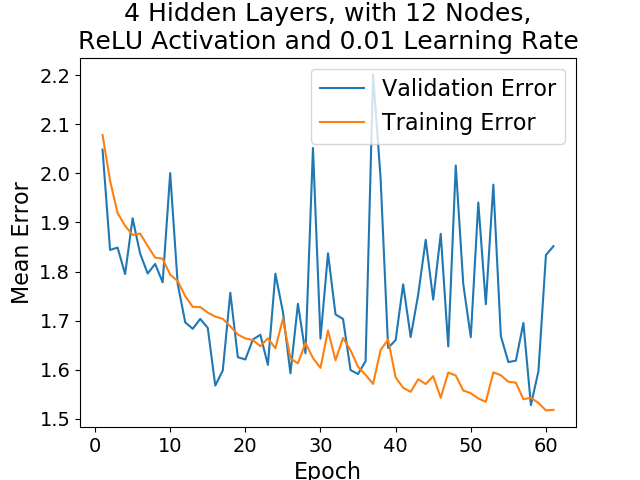 4 Hidden Layers, with 12 Nodes,
ReLU Activation and 0.01 Learning Rate
Validation Error
Training Error
Mean Error
2.2
2.1
2.0
1.9
1.8
1.7
1.6
1.5
0 10 20 30 40 50 60
Epoch